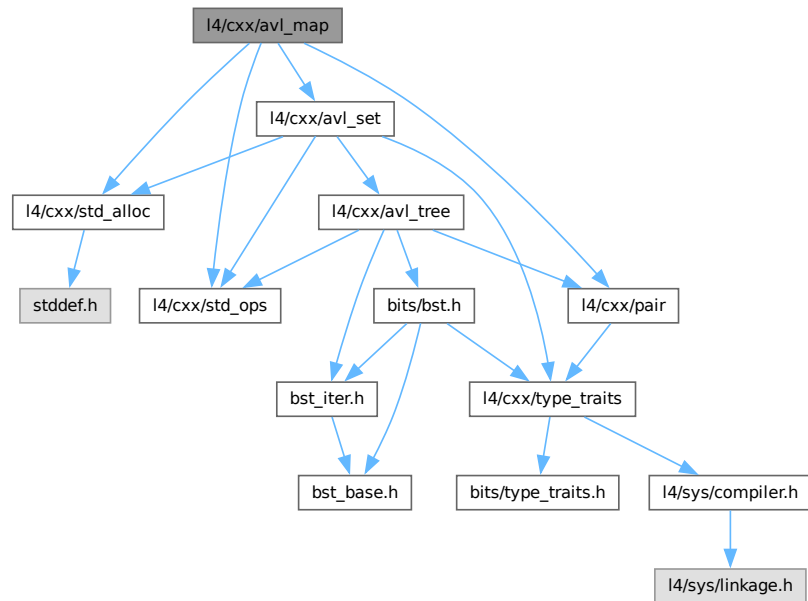 l4/cxx/avl_map
l4/cxx/avl_set
l4/cxx/std_alloc
l4/cxx/avl_tree
stddef.h
l4/cxx/std_ops
bits/bst.h
l4/cxx/pair
bst_iter.h
l4/cxx/type_traits
bst_base.h
bits/type_traits.h
l4/sys/compiler.h
l4/sys/linkage.h